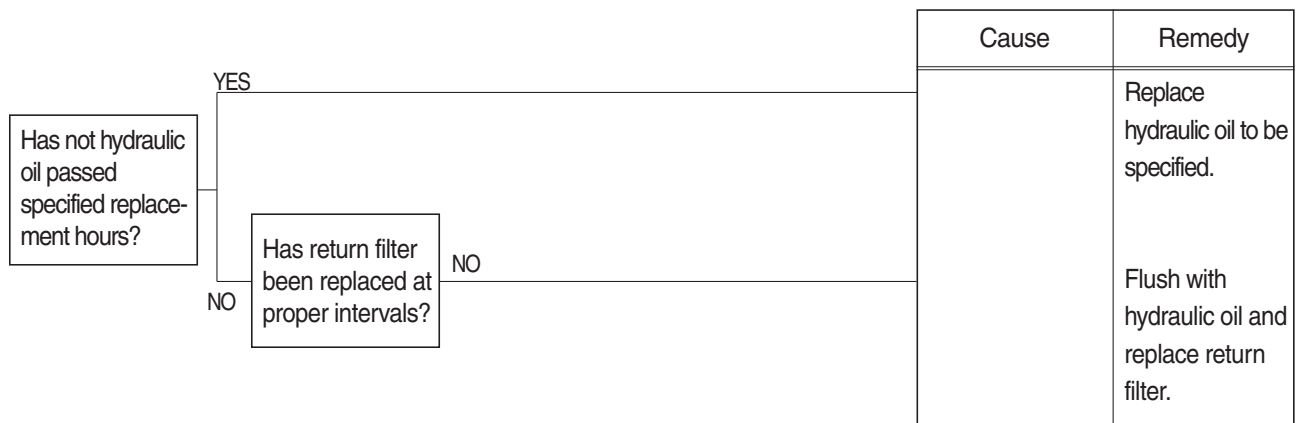 Cause
Remedy
YES
Replace
hydraulic oil to be
specified.
Has not hydraulic
oil passed
specified replace-
ment hours?
NO
Has return filter
been replaced at
proper intervals?
NO
Flush with
hydraulic oil and
replace return
filter.